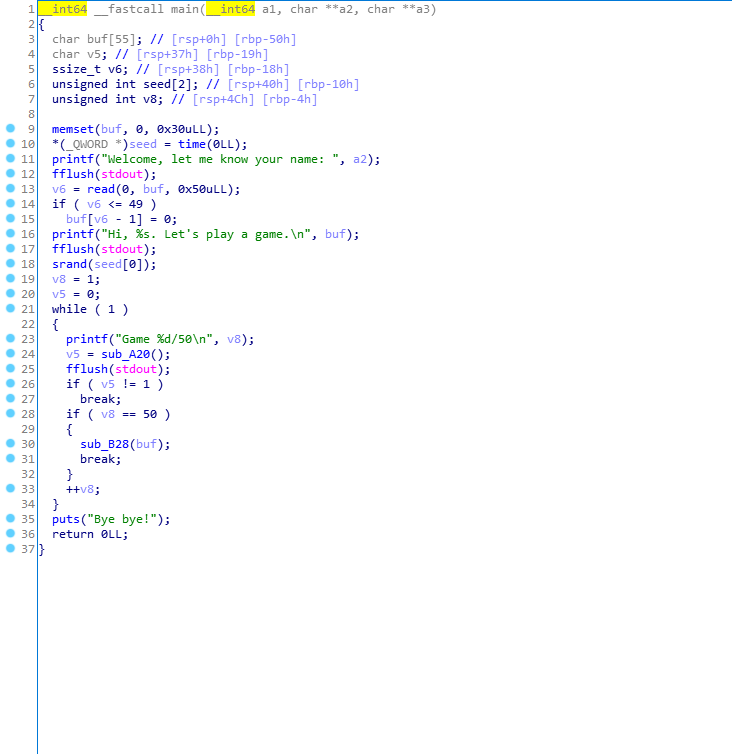 1 __int64 __fastcall main(__int64 a1, char **a2, char **a3)
2 {
3 char buf[55]; // [rsp+0h] [rbp-50h]
4 char v5; // [rsp+37h] [rbp-19h]
5 ssize_t v6; // [rsp+38h] [rbp-18h]
6 unsigned int seed[2]; // [rsp+40h] [rbp-10h]
7 unsigned int v8; // [rsp+4Ch] [rbp-4h]
8
9 memset(buf, 0, 0x30uLL);
10 *(_QWORD *)seed = time(0LL);
11 printf("Welcome, let me know your name: ", a2);
12 fflush(stdout);
13 v6 = read(0, buf, 0x50uLL);
14 if ( v6 <= 49 )
15 buf[v6 - 1] = 0;
16 printf("Hi, %s. Let's play a game.\n", buf);
17 fflush(stdout);
18 srand(seed[0]);
19 v8 = 1;
20 v5 = 0;
21 while ( 1 )
22 {
23 printf("Game %d/50\n", v8);
24 v5 = sub_A20();
25 fflush(stdout);
26 if ( v5 != 1 )
27 break;
28 if ( v8 == 50 )
29 {
30 sub_B28(buf);
31 break;
32 }
33 ++v8;
34 }
35 puts("Bye bye!");
36 return 0LL;
37 }